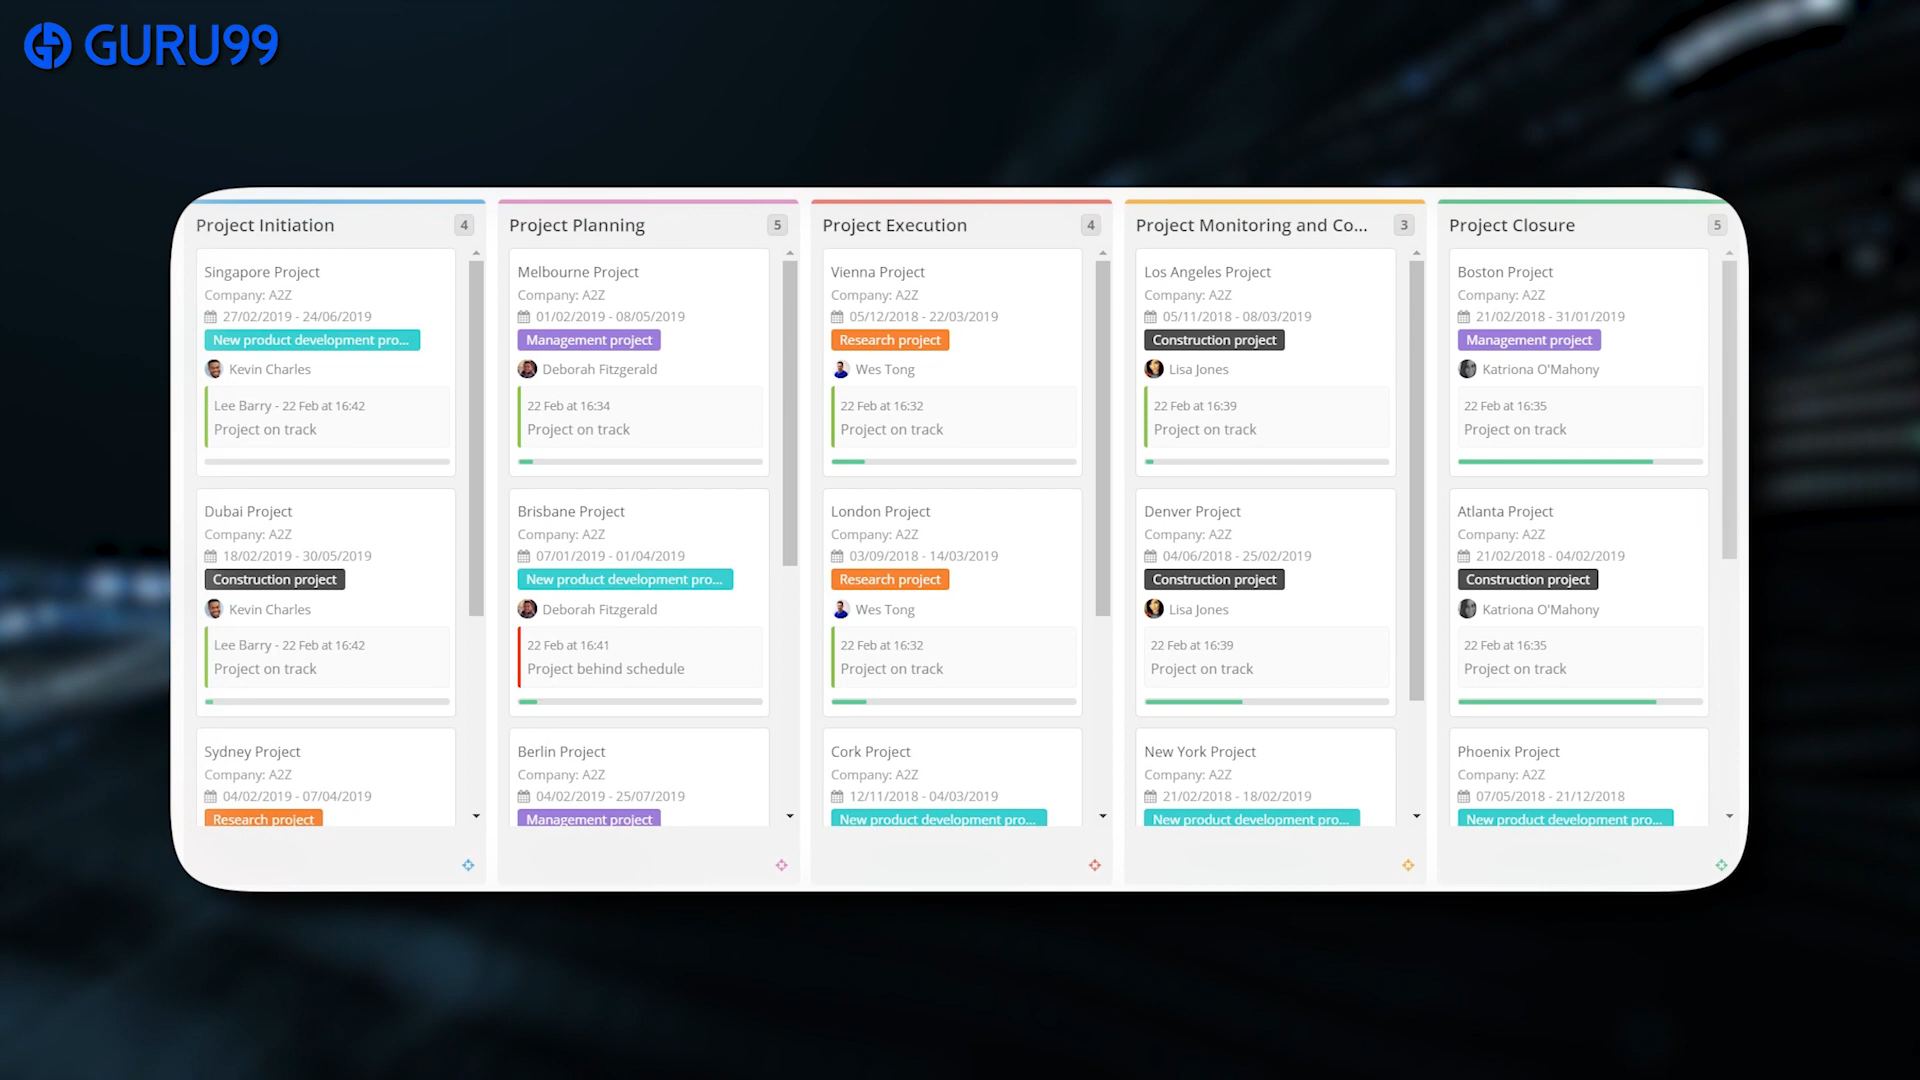 GURU99
Project Initiation 4
Singapore Project
Company: A2Z
27/02/2019 - 24/06/2019
New product development pro...
Kevin Charles
Lee Barry - 22 Feb at 16:42
Project on track
Dubai Project
Company: A2Z
18/02/2019 - 30/05/2019
Construction project
Kevin Charles
Lee Barry - 22 Feb at 16:42
Project on track
Sydney Project
Company: A2Z
04/02/2019 - 07/04/2019
Research project
Project Planning 5
Melbourne Project
Company: A2Z
01/02/2019 - 08/05/2019
Management project
Deborah Fitzgerald
22 Feb at 16:34
Project on track
Brisbane Project
Company: A2Z
07/01/2019 - 01/04/2019
New product development pro...
Deborah Fitzgerald
22 Feb at 16:41
Project behind schedule
Berlin Project
Company: A2Z
04/02/2019 - 25/07/2019
Management project
Project Execution 4
Vienna Project
Company: A2Z
05/12/2018 - 22/03/2019
Research project
Wes Tong
22 Feb at 16:32
Project on track
London Project
Company: A2Z
03/09/2018 - 14/03/2019
Research project
Wes Tong
22 Feb at 16:32
Project on track
Cork Project
Company: A2Z
12/11/2018 - 04/03/2019
New product development pro...
Project Monitoring and Co... 3
Los Angeles Project
Company: A2Z
05/11/2018 - 08/03/2019
Construction project
Lisa Jones
22 Feb at 16:39
Project on track
Denver Project
Company: A2Z
04/06/2018 - 25/02/2019
Construction project
Lisa Jones
22 Feb at 16:39
Project on track
New York Project
Company: A2Z
21/02/2018 - 18/02/2019
New product development pro...
Project Closure 5
Boston Project
Company: A2Z
21/02/2018 - 31/01/2019
Management project
Katriona O'Mahony
22 Feb at 16:35
Project on track
Atlanta Project
Company: A2Z
21/02/2018 - 04/02/2019
Construction project
Katriona O'Mahony
22 Feb at 16:35
Project on track
Phoenix Project
Company: A2Z
07/05/2018 - 21/12/2018
New product development pro...